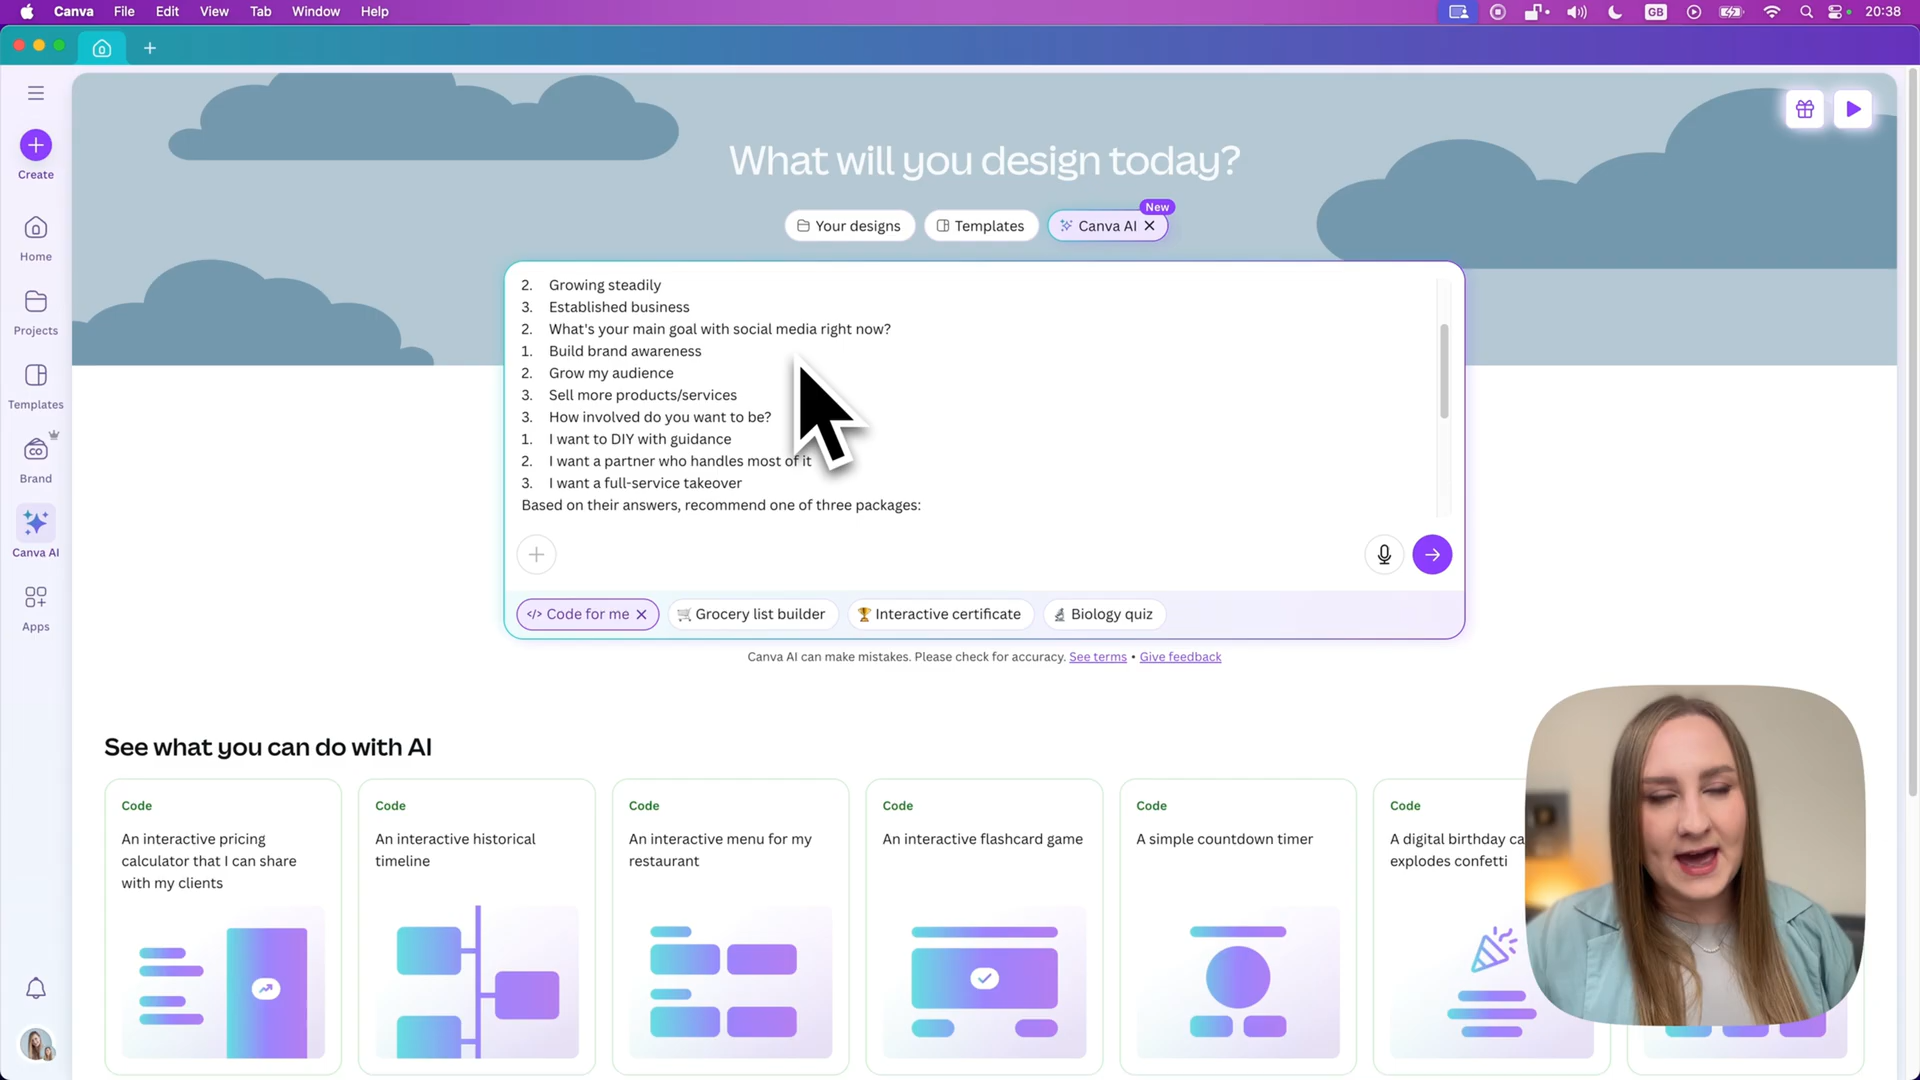 Canva File Edit View Tab Window Help
GB
20:38
What will you design today?
New
Your designs
Templates
Canva AI
Create
Home
Projects
Templates
CO
Brand
Canva AI
Apps
2. Growing steadily
3. Established business
2. What's your main goal with social media right now?
1. Build brand awareness
2. Grow my audience
3. Sell more products/services
3. How involved do you want to be?
1. I want to DIY with guidance
2. I want a partner who handles most of it
3. I want a full-service takeover
Based on their answers, recommend one of three packages:
</> Code for me
Grocery list builder
Interactive certificate
Biology quiz
Canva AI can make mistakes. Please check for accuracy. See terms • Give feedback
See what you can do with AI
Code
An interactive pricing
calculator that I can share
with my clients
Code
An interactive historical
timeline
Code
An interactive menu for my
restaurant
Code
An interactive flashcard game
Code
A simple countdown timer
Code
A digital birthday
explodes confetti